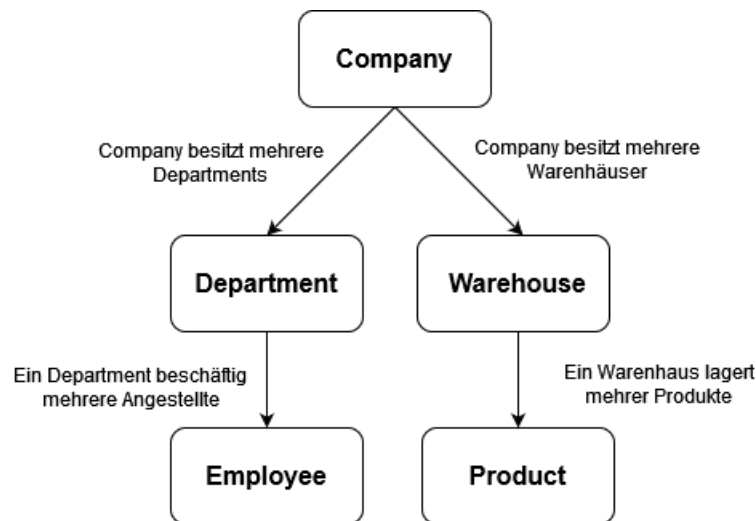 Company
Company besitzt mehrere
Departments
Company besitzt mehrere
Warenhäuser
Department
Warehouse
Ein Department beschäftig
mehrere Angestellte
Ein Warenhaus lagert
mehrer Produkte
Employee
Product